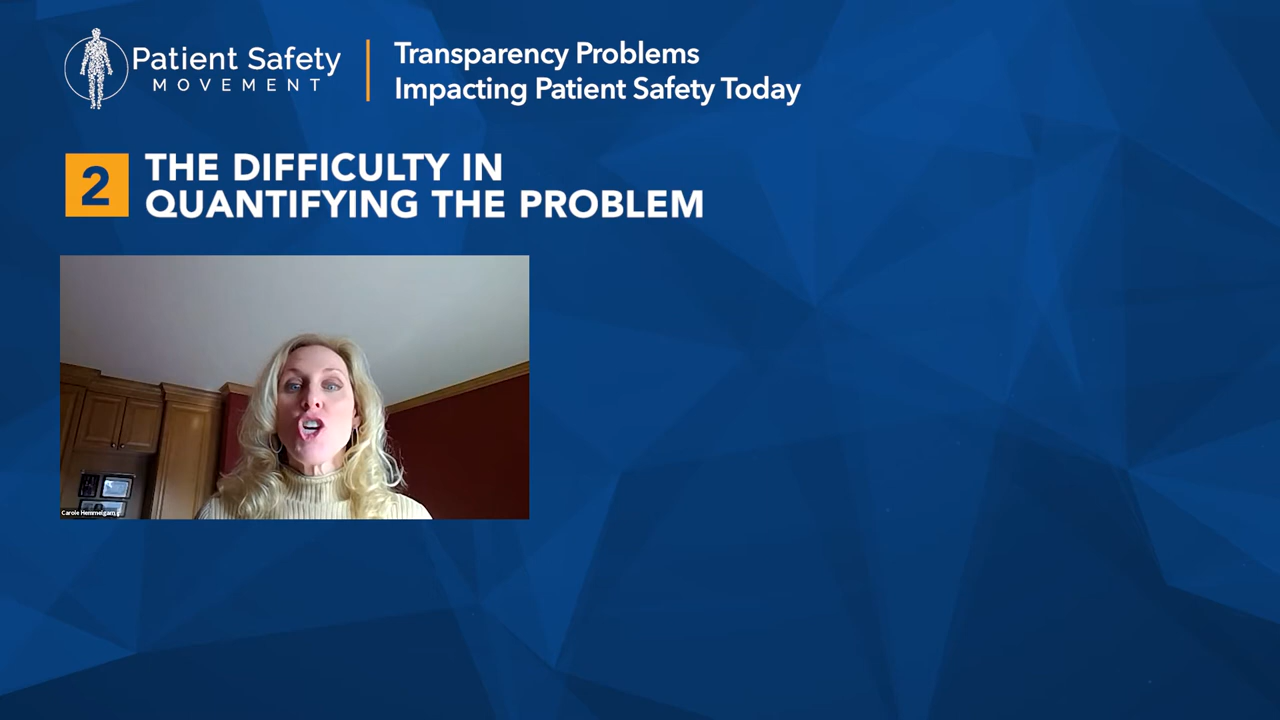 Patient Safety
MOVEMENT
Transparency Problems
Impacting Patient Safety Today
2
THE DIFFICULTY IN
QUANTIFYING THE PROBLEM
Carole Hemmelgarn